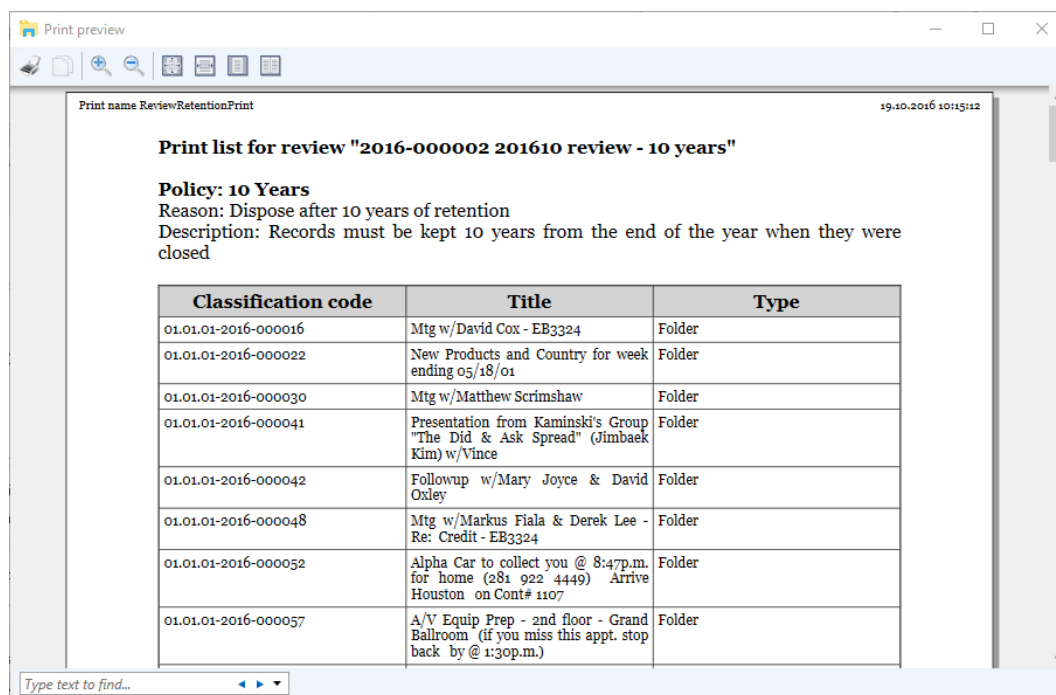 Print preview
Print name ReviewRetentionPrint
19.10.2016 10:15:12
Print list for review "2016-000002 201610 review - 10 years"
Policy: 10 Years
Reason: Dispose after 10 years of retention
Description: Records must be kept 10 years from the end of the year when they were
closed
Classification code Title Type
01.01.01-2016-000016 Mtg w/David Cox - EB3324 Folder
01.01.01-2016-000022 New Products and Country for week Folder
ending 05/18/01
01.01.01-2016-000030 Mtg w/Matthew Scrimshaw Folder
01.01.01-2016-000041 Presentation from Kaminski's Group Folder
"The Did & Ask Spread" (Jimbaek
Kim) w/Vince
01.01.01-2016-000042 Followup w/Mary Joyce & David Folder
Oxley
01.01.01-2016-000048 Mtg w/Markus Fiala & Derek Lee - Folder
Re: Credit - EB3324
01.01.01-2016-000052 Alpha Car to collect you @ 8:47p.m. Folder
for home (281 922 4449) Arrive
Houston on Cont# 1107
01.01.01-2016-000057 A/V Equip Prep - 2nd floor - Grand Folder
Ballroom (if you miss this appt. stop
back by @ 1:30p.m.)
Type text to find...